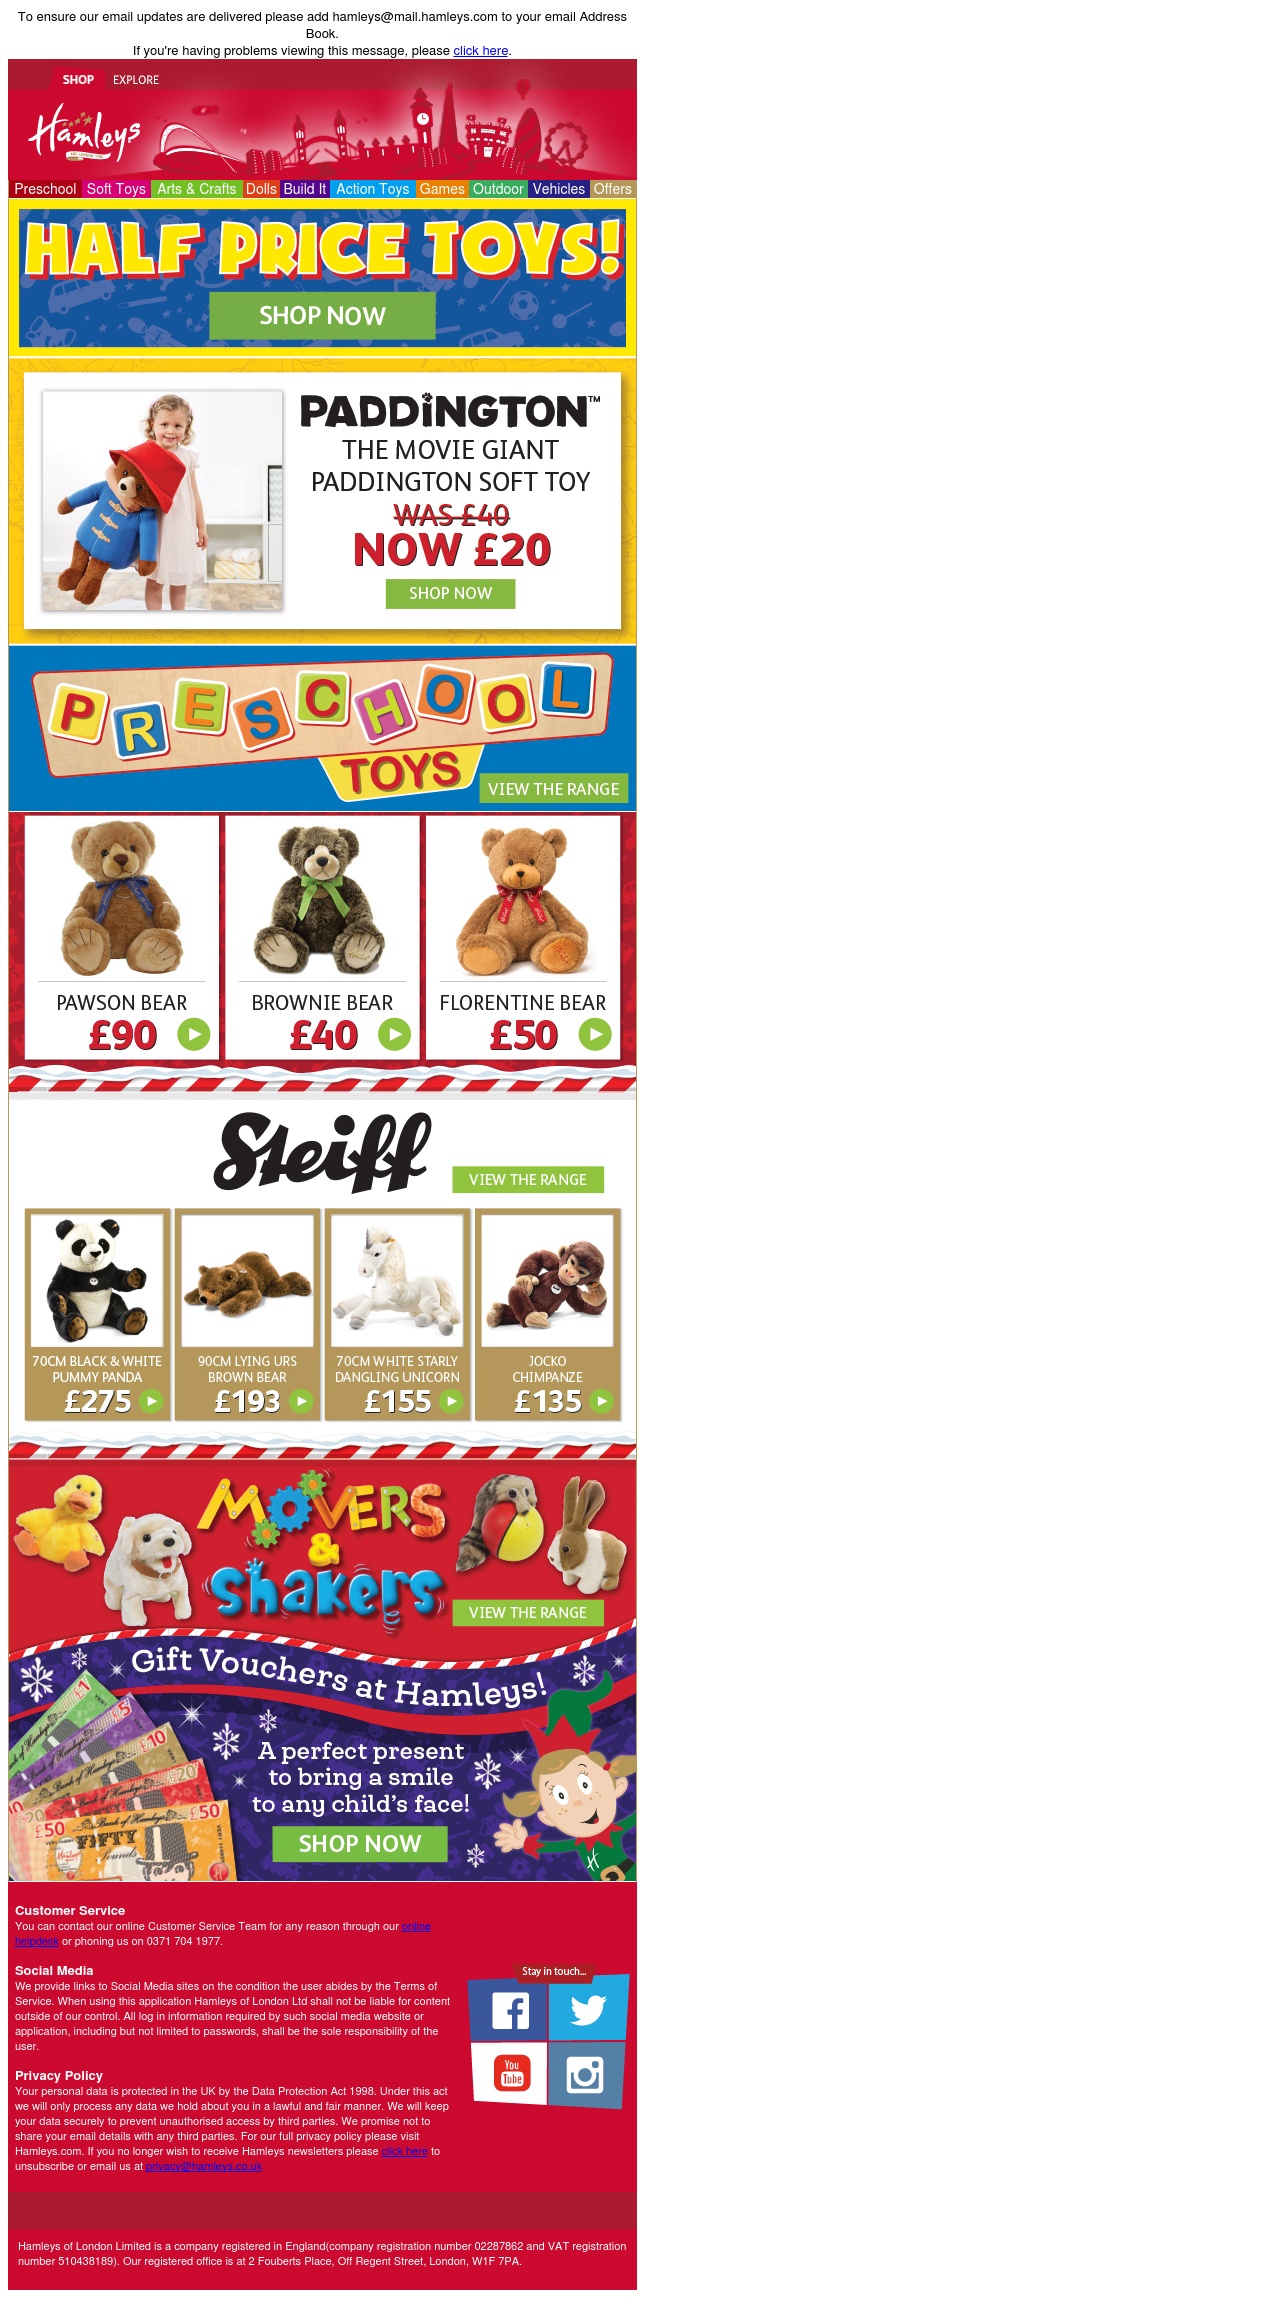 To ensure our email updates are delivered please add hamleys@mail.hamleys.com to your email Address
Book.
If you're having problems viewing this message, please click here.
SHOP EXPLORE
Hamleys
Preschool Soft Toys Arts & Crafts Dolls Build It Action Toys Games Outdoor Vehicles Offers
HALF PRICE TOYS!
SHOP NOW
PADDINGTON™
THE MOVIE GIANT
PADDINGTON SOFT TOY
WAS £40
NOW £20
SHOP NOW
PRESCHOOL
TOYS
VIEW THE RANGE
PAWSON BEAR
£90
BROWNIE BEAR
£40
FLORENTINE BEAR
£50
Steiff
VIEW THE RANGE
70CM BLACK & WHITE
PUMMY PANDA
£275
90CM LYING URS
BROWN BEAR
£193
70CM WHITE STARLY
DANGLING UNICORN
£155
JOCKO
CHIMPANZE
£135
MOVERS
&
Shakers
VIEW THE RANGE
Gift Vouchers at Hamleys!
£1
£5
£10
£20
£50
Bank of Hamleys
£50
FIFTY
Pounds
A perfect present
to bring a smile
to any child's face!
SHOP NOW
Customer Service
You can contact our online Customer Service Team for any reason through our online
helpdesk or phoning us on 0371 704 1977.
Social Media
We provide links to Social Media sites on the condition the user abides by the Terms of
Service. When using this application Hamleys of London Ltd shall not be liable for content
outside of our control. All log in information required by such social media website or
application, including but not limited to passwords, shall be the sole responsibility of the
user.
Stay in touch...
You
Tube
Privacy Policy
Your personal data is protected in the UK by the Data Protection Act 1998. Under this act
we will only process any data we hold about you in a lawful and fair manner. We will keep
your data securely to prevent unauthorised access by third parties. We promise not to
share your email details with any third parties. For our full privacy policy please visit
Hamleys.com. If you no longer wish to receive Hamleys newsletters please click here to
unsubscribe or email us at privacy@hamleys.co.uk
Hamleys of London Limited is a company registered in England(company registration number 02287862 and VAT registration
number 510438189). Our registered office is at 2 Fouberts Place, Off Regent Street, London, W1F 7PA.